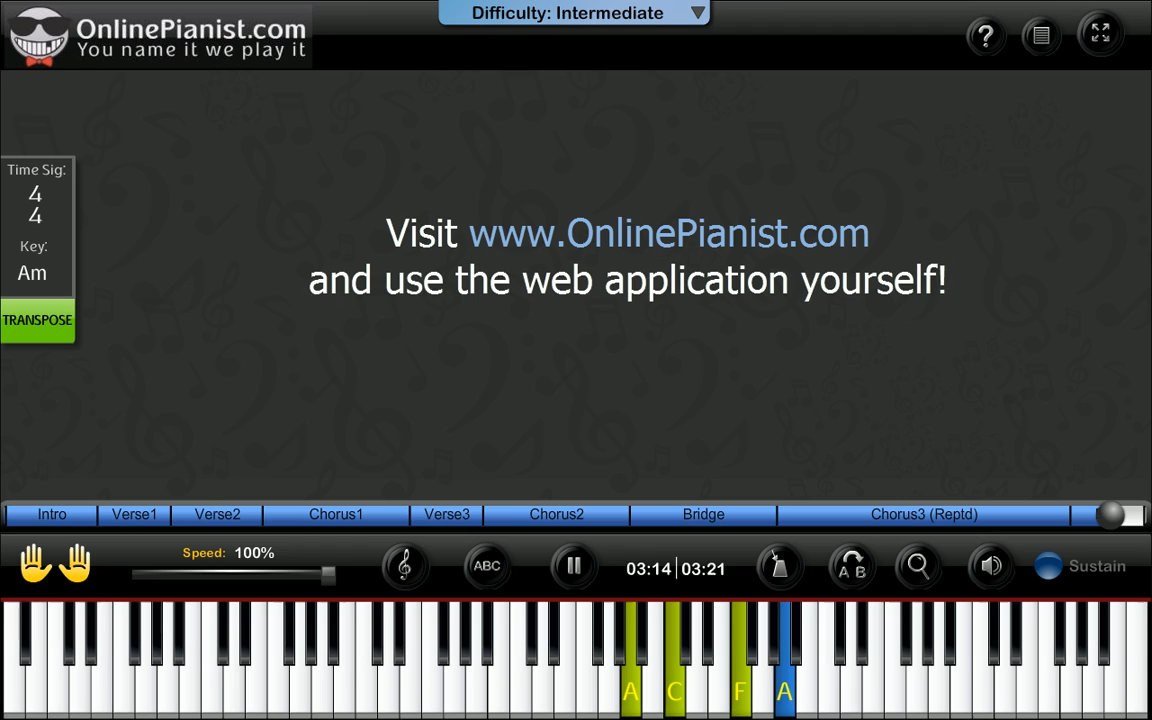 Difficulty: Intermediate
OnlinePianist.com
You name it we play it
?
Time Sig:
4
4
Key:
Am
TRANSPOSE
Visit www.OnlinePianist.com
and use the web application yourself!
Intro Verse1 Verse2 Chorus1 Verse3 Chorus2 Bridge Chorus3 (Reptd)
Speed: 100%
ABC
03:14|03:21
A B
Sustain
A C F A